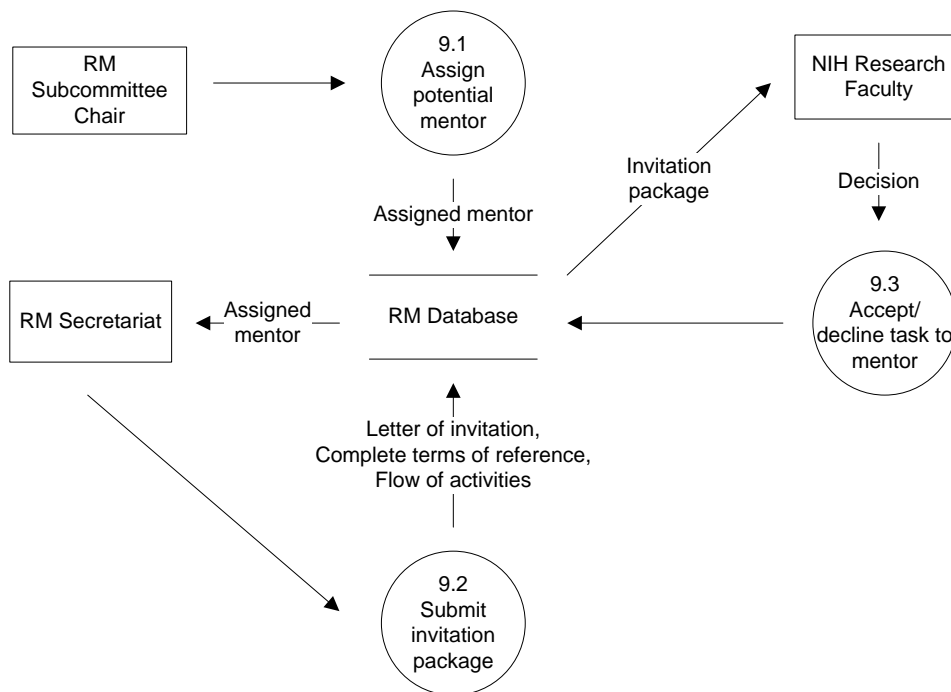 RM
Subcommittee
Chair
9.1
Assign
potential
mentor
NIH Research
Faculty
Invitation
package
Decision
Assigned mentor
RM Secretariat
Assigned
mentor
RM Database
9.3
Accept/
decline task to
mentor
Letter of invitation,
Complete terms of reference,
Flow of activities
9.2
Submit
invitation
package